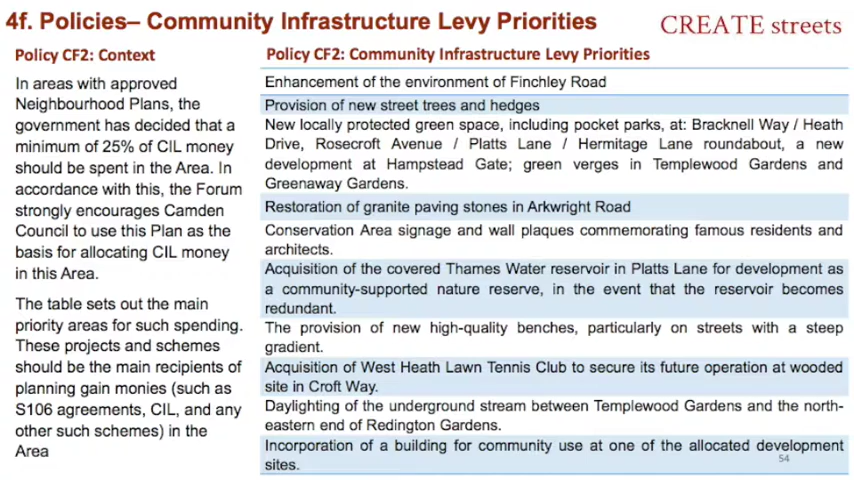 4f. Policies– Community Infrastructure Levy Priorities
CREATE streets
Policy CF2: Context
In areas with approved
Neighbourhood Plans, the
government has decided that a
minimum of 25% of CIL money
should be spent in the Area. In
accordance with this, the Forum
strongly encourages Camden
Council to use this Plan as the
basis for allocating CIL money
in this Area.
The table sets out the main
priority areas for such spending.
These projects and schemes
should be the main recipients of
planning gain monies (such as
S106 agreements, CIL, and any
other such schemes) in the
Area
Policy CF2: Community Infrastructure Levy Priorities
Enhancement of the environment of Finchley Road
Provision of new street trees and hedges
New locally protected green space, including pocket parks, at: Bracknell Way / Heath
Drive, Rosecroft Avenue / Platts Lane / Hermitage Lane roundabout, a new
development at Hampstead Gate; green verges in Templewood Gardens and
Greenaway Gardens.
Restoration of granite paving stones in Arkwright Road
Conservation Area signage and wall plaques commemorating famous residents and
architects.
Acquisition of the covered Thames Water reservoir in Platts Lane for development as
a community-supported nature reserve, in the event that the reservoir becomes
redundant.
The provision of new high-quality benches, particularly on streets with a steep
gradient.
Acquisition of West Heath Lawn Tennis Club to secure its future operation at wooded
site in Croft Way.
Daylighting of the underground stream between Templewood Gardens and the north-
eastern end of Redington Gardens.
Incorporation of a building for community use at one of the allocated development
sites.
54